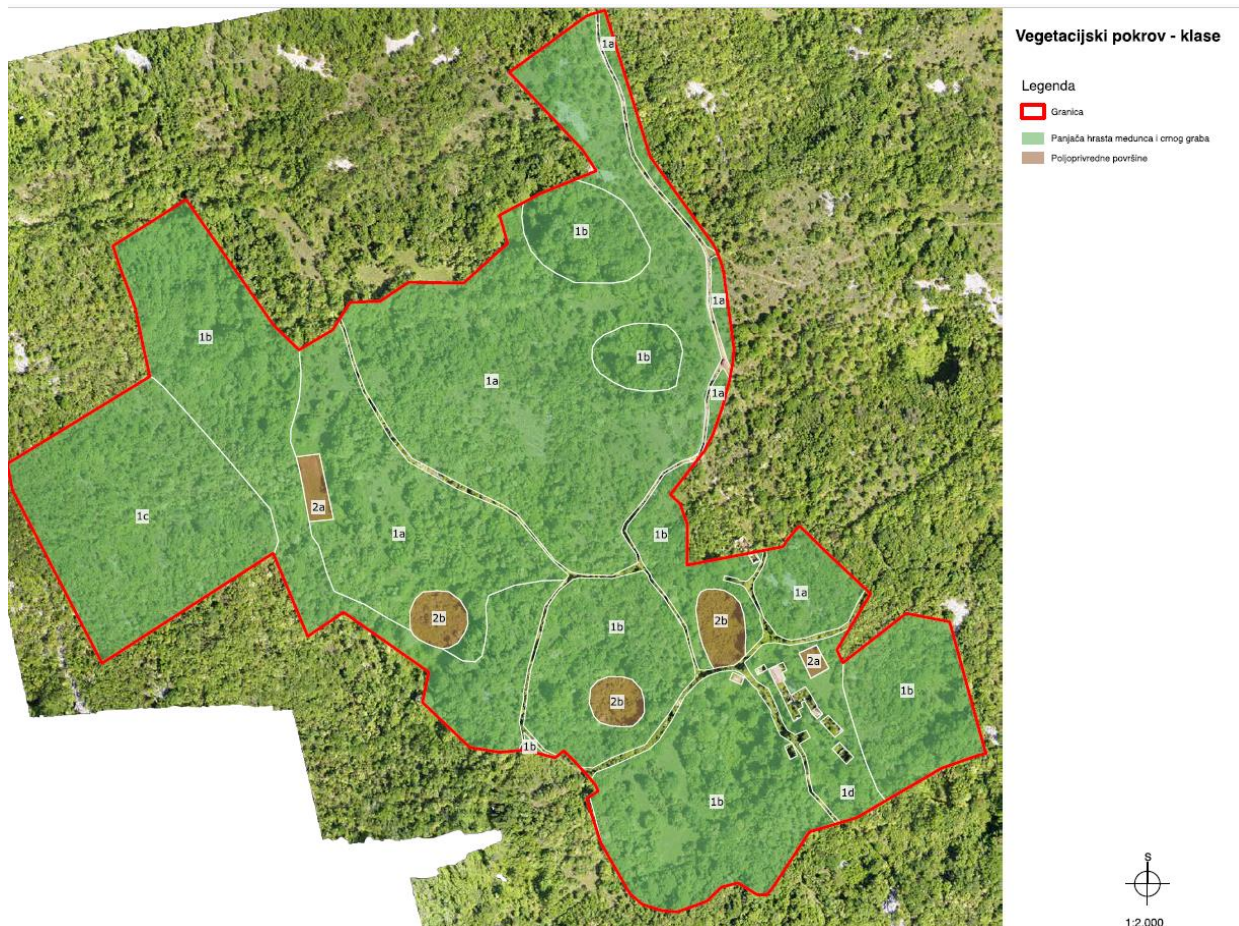 Vegetacijski pokrov - klase
Legenda
Granica
Panjača hrasta medunca i crnog graba
Poljoprivredne površine
1a
1b
1a
1b
1b
1a
1a
1c
2a
1a
1b
1a
2b
1b
2b
2a
1b
2b
1b
1b
1d
S
1:2.000